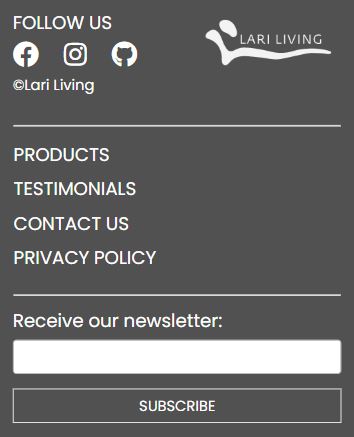 FOLLOW US
LARI LIVING
©Lari Living
PRODUCTS
TESTIMONIALS
CONTACT US
PRIVACY POLICY
Receive our newsletter:
SUBSCRIBE